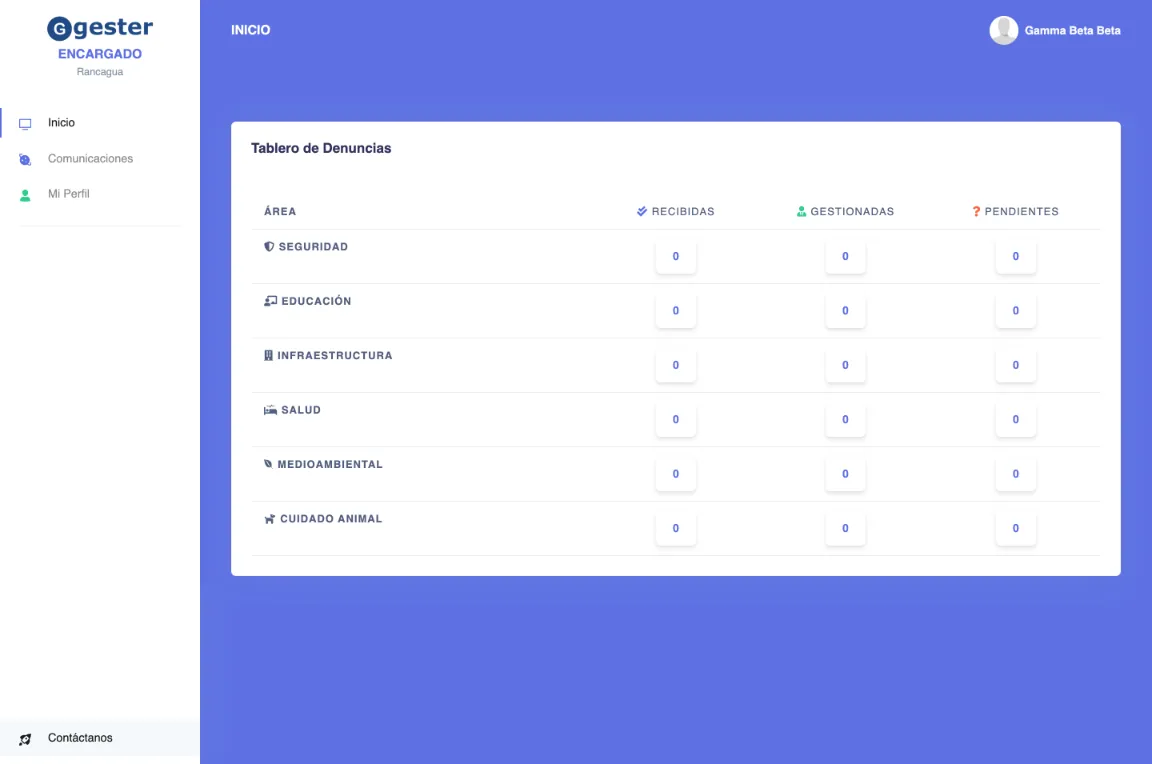 Ggester
ENCARGADO
Rancagua
Inicio
Comunicaciones
Mi Perfil
Contáctanos
INICIO
Gamma Beta Beta
Tablero de Denuncias
ÁREA RECIBIDAS GESTIONADAS PENDIENTES
SEGURIDAD 0 0 0
EDUCACIÓN 0 0 0
INFRAESTRUCTURA 0 0 0
SALUD 0 0 0
MEDIOAMBIENTAL 0 0 0
CUIDADO ANIMAL 0 0 0